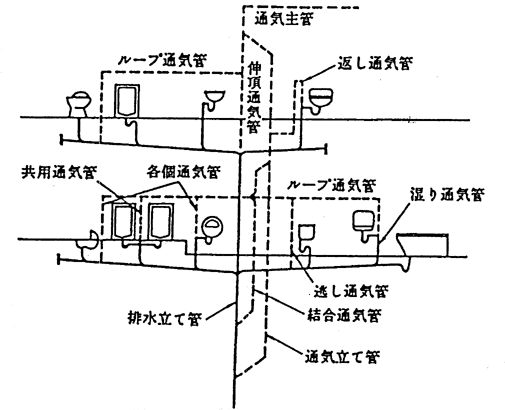 通気主管
ループ通気管
伸頂通気管
返し通気管
共用通気管
各個通気管
ループ通気管
湿り通気管
逃し通気管
排水立て管
結合通気管
通気立て管